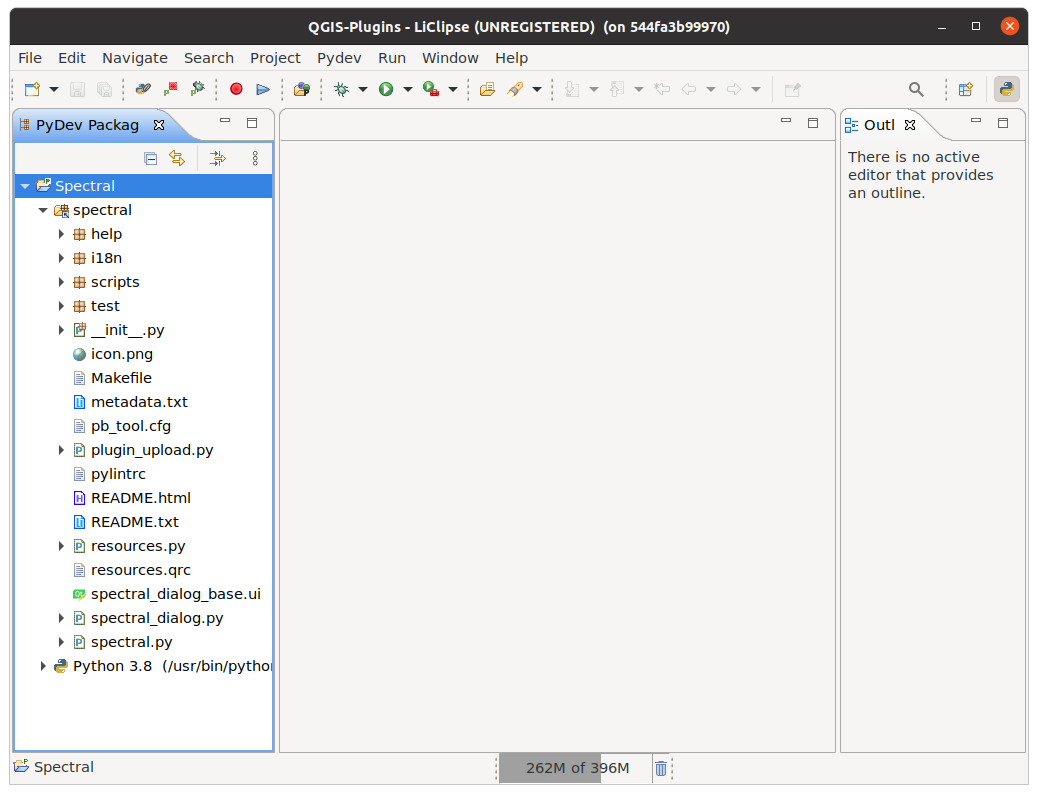 QGIS-Plugins - LiClipse (UNREGISTERED) (on 544fa3b99970)
File Edit Navigate Search Project Pydev Run Window Help
PyDev Packag
Outl
There is no active
editor that provides
an outline.
Spectral
spectral
help
i18n
scripts
test
__init__.py
icon.png
Makefile
metadata.txt
pb_tool.cfg
plugin_upload.py
pylintrc
README.html
README.txt
resources.py
resources.qrc
spectral_dialog_base.ui
spectral_dialog.py
spectral.py
Python 3.8 (/usr/bin/pytho
Spectral
262M of 396M